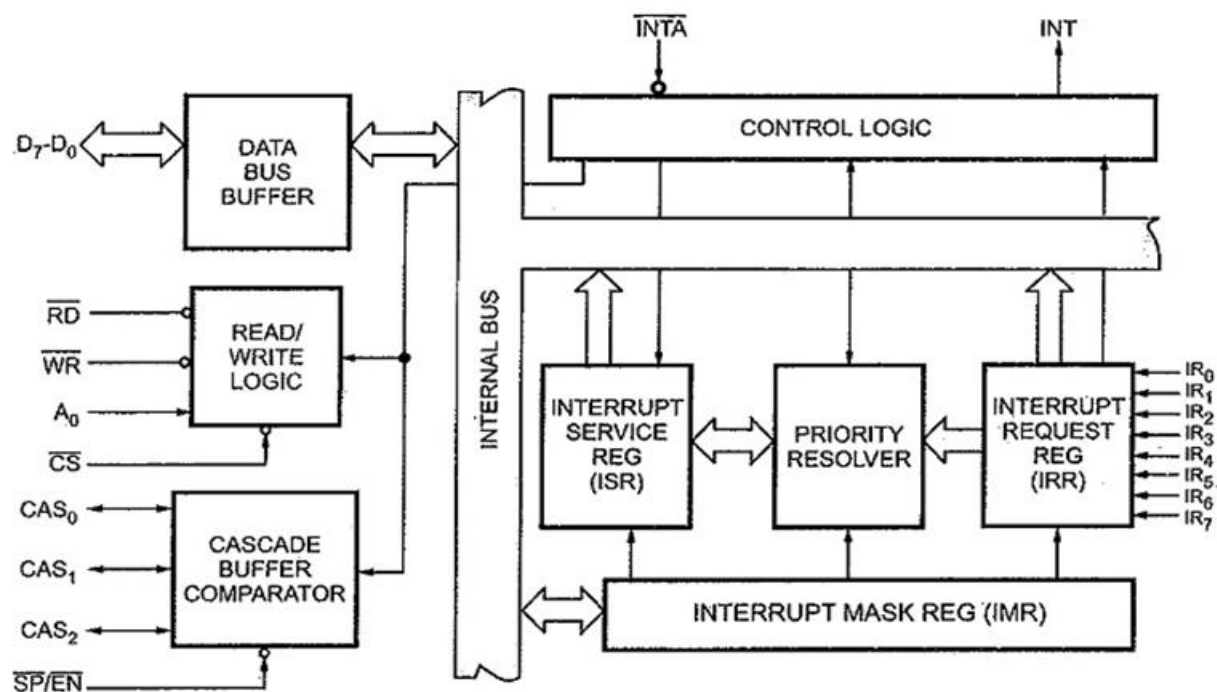 INTA
INT
CONTROL LOGIC
D7-D0
DATA
BUS
BUFFER
RD
WR
A0
CS
READ/
WRITE
LOGIC
CAS0
CAS1
CAS2
SP/EN
CASCADE
BUFFER
COMPARATOR
INTERNAL BUS
INTERRUPT
SERVICE
REG
(ISR)
PRIORITY
RESOLVER
INTERRUPT
REQUEST
REG
(IRR)
IR0
IR1
IR2
IR3
IR4
IR5
IR6
IR7
INTERRUPT MASK REG (IMR)